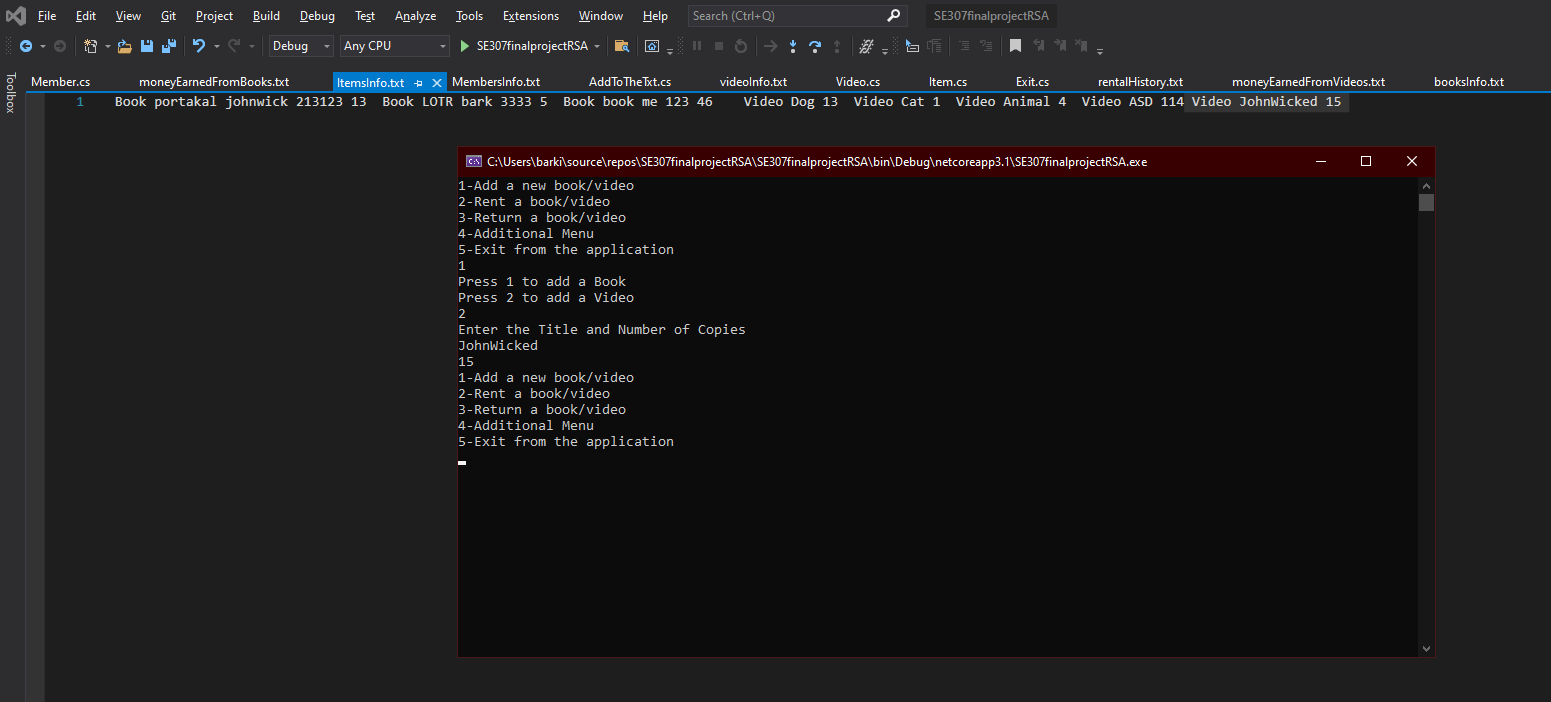 File Edit View Git Project Build Debug Test Analyze Tools Extensions Window Help Search (Ctrl+Q) SE307finalprojectRSA
Debug Any CPU SE307finalprojectRSA
Toolbox
Member.cs moneyEarnedFromBooks.txt ItemsInfo.txt MembersInfo.txt AddToTheTxt.cs videoInfo.txt Video.cs Item.cs Exit.cs rentalHistory.txt moneyEarnedFromVideos.txt booksInfo.txt
1 Book portakal johnwick 213123 13 Book LOTR bark 3333 5 Book book me 123 46 Video Dog 13 Video Cat 1 Video Animal 4 Video ASD 114 Video JohnWicked 15
C:\Users\barki\source\repos\SE307finalprojectRSA\SE307finalprojectRSA\bin\Debug\netcoreapp3.1\SE307finalprojectRSA.exe
1-Add a new book/video
2-Rent a book/video
3-Return a book/video
4-Additional Menu
5-Exit from the application
1
Press 1 to add a Book
Press 2 to add a Video
2
Enter the Title and Number of Copies
JohnWicked
15
1-Add a new book/video
2-Rent a book/video
3-Return a book/video
4-Additional Menu
5-Exit from the application